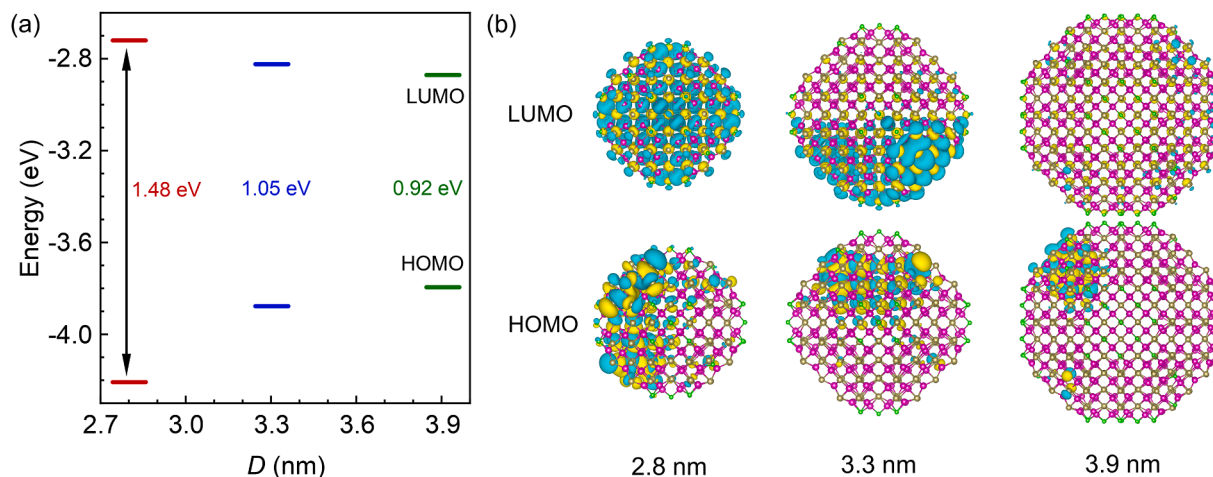 (a)
Energy (eV)
-2.8
-3.2
-3.6
-4.0
1.48 eV
1.05 eV
0.92 eV
LUMO
HOMO
2.7
3.0
3.3
3.6
3.9
D (nm)
(b)
LUMO
HOMO
2.8 nm
3.3 nm
3.9 nm